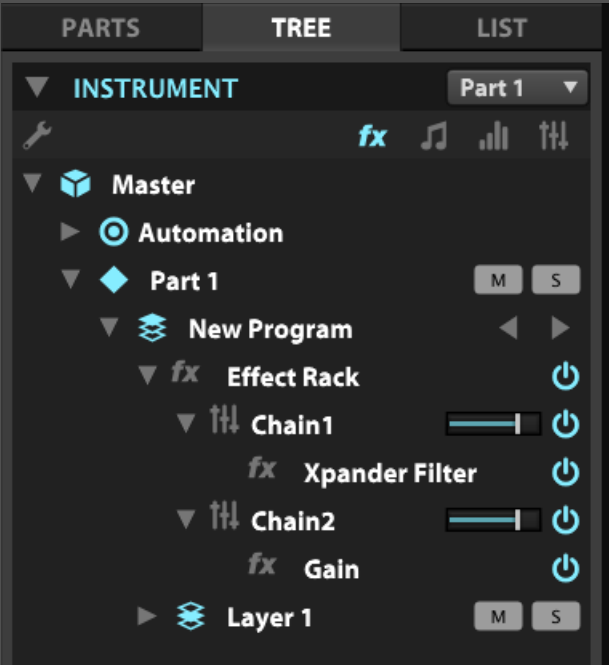 PARTS TREE LIST
INSTRUMENT Part 1
fx
Master
Automation
Part 1 M S
New Program
fx Effect Rack
Chain1
fx Xpander Filter
Chain2
fx Gain
Layer 1 M S